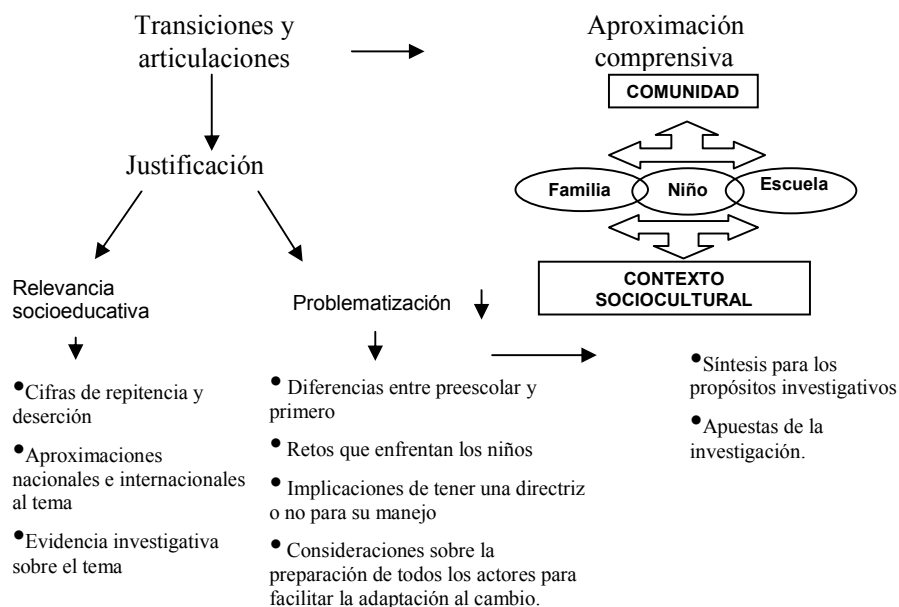 Transiciones y
articulaciones
Aproximación
comprensiva
COMUNIDAD
Familia
Niño
Escuela
CONTEXTO
SOCIOCULTURAL
Justificación
Relevancia
socioeducativa
Problematización
•Cifras de repitencia y
deserción
•Aproximaciones
nacionales e internacionales
al tema
•Evidencia investigativa
sobre el tema
• Diferencias entre preescolar y
primero
•Retos que enfrentan los niños
•Implicaciones de tener una directriz
o no para su manejo
•Consideraciones sobre la
preparación de todos los actores para
facilitar la adaptación al cambio.
•Síntesis para los
propósitos investigativos
•Apuestas de la
investigación.